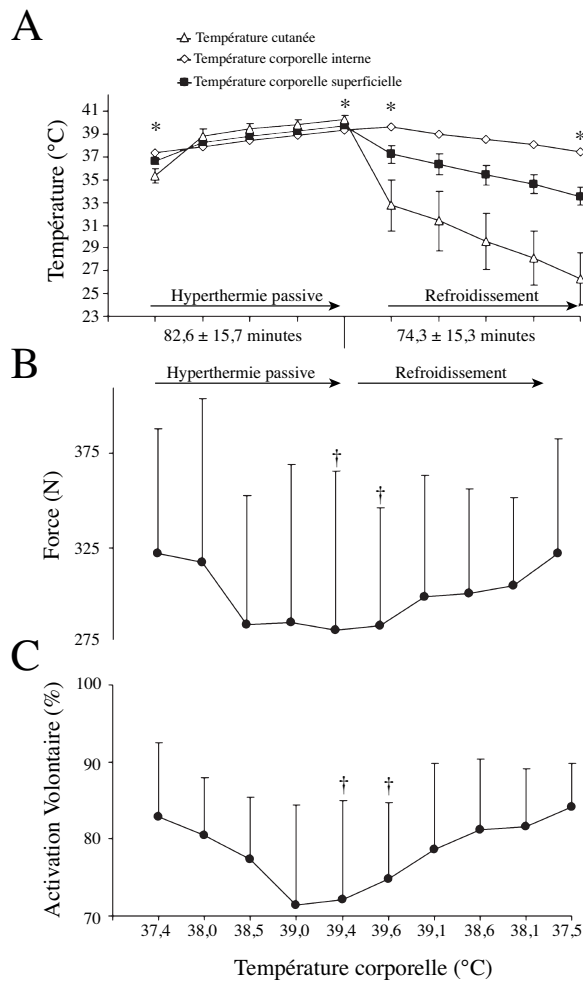 A
Température cutanée
Température corporelle interne
Température corporelle superficielle
Température (°C)
41
39
37
35
33
31
29
27
25
23
* * * *
Hyperthermie passive Refroidissement
82,6 ± 15,7 minutes 74,3 ± 15,3 minutes
B
Hyperthermie passive Refroidissement
Force (N)
375
325
275
† †
C
Activation Volontaire (%)
100
90
80
70
† †
37,4 38,0 38,5 39,0 39,4 39,6 39,1 38,6 38,1 37,5
Température corporelle (°C)